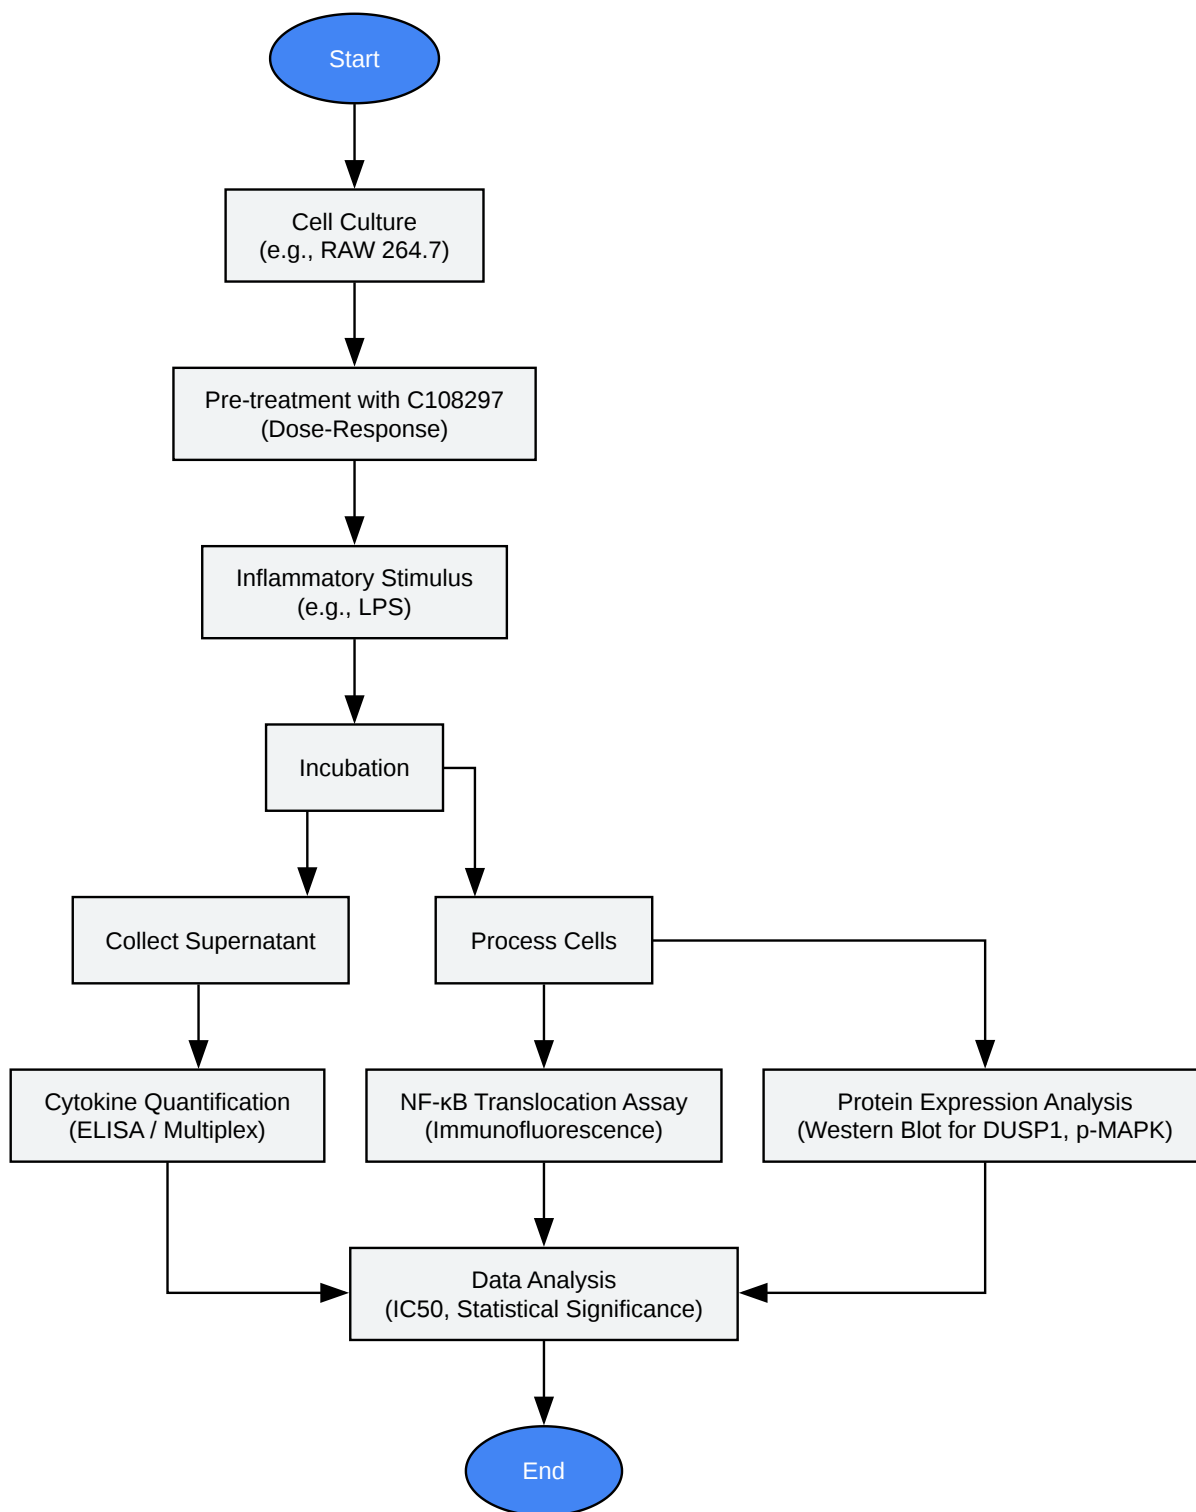 Start
Cell Culture
(e.g., RAW 264.7)
Pre-treatment with C108297
(Dose-Response)
Inflammatory Stimulus
(e.g., LPS)
Incubation
Collect Supernatant
Process Cells
Cytokine Quantification
(ELISA / Multiplex)
NF-κB Translocation Assay
(Immunofluorescence)
Protein Expression Analysis
(Western Blot for DUSP1, p-MAPK)
Data Analysis
(IC50, Statistical Significance)
End